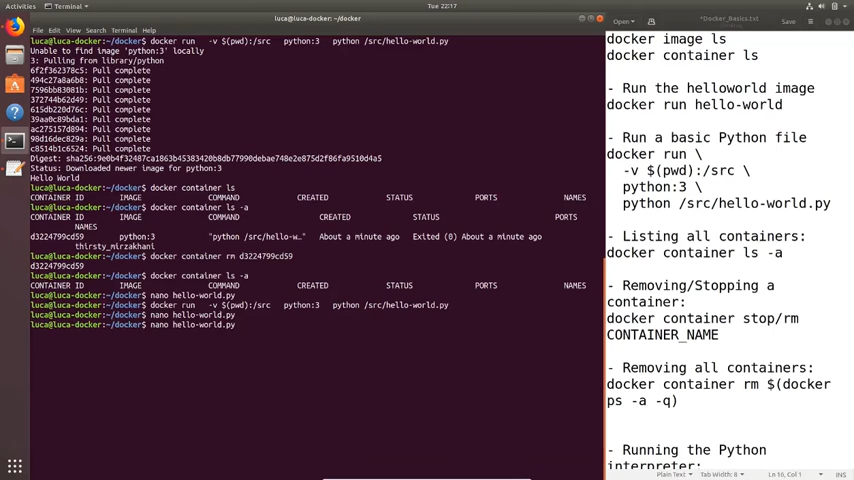 Activities
Terminal
Tue 22:17
luca@luca-docker: ~/docker
File Edit View Search Terminal Help
luca@luca-docker:~/docker$ docker run   -v $(pwd):/src   python:3   python /src/hello-world.py
Unable to find image 'python:3' locally
3: Pulling from library/python
6f2f362378c5: Pull complete
494c27a8a6b8: Pull complete
7596bb83081b: Pull complete
372744b62d49: Pull complete
615db220d76c: Pull complete
39aa0c89bda1: Pull complete
ac275157d894: Pull complete
98d16dec829a: Pull complete
c8514b1c6524: Pull complete
Digest: sha256:9e0b4f32487ca1863b45383420b8db77990debae748e2e875d2f86fa9510d4a5
Status: Downloaded newer image for python:3
Hello World
luca@luca-docker:~/docker$ docker container ls
CONTAINER ID IMAGE COMMAND CREATED STATUS PORTS NAMES
luca@luca-docker:~/docker$ docker container ls -a
CONTAINER ID IMAGE COMMAND CREATED STATUS PORTS
NAMES
d3224799cd59 python:3 "python /src/hello-w…" About a minute ago Exited (0) About a minute ago
thirsty_mirzakhani
luca@luca-docker:~/docker$ docker container rm d3224799cd59
d3224799cd59
luca@luca-docker:~/docker$ docker container ls -a
CONTAINER ID IMAGE COMMAND CREATED STATUS PORTS NAMES
luca@luca-docker:~/docker$ nano hello-world.py
luca@luca-docker:~/docker$ docker run   -v $(pwd):/src   python:3   python /src/hello-world.py
luca@luca-docker:~/docker$ nano hello-world.py
luca@luca-docker:~/docker$ nano hello-world.py
Open
*Docker_Basics.txt
Save
docker image ls
docker container ls
- Run the helloworld image
docker run hello-world
- Run a basic Python file
docker run \
-v $(pwd):/src \
python:3 \
python /src/hello-world.py
- Listing all containers:
docker container ls -a
- Removing/Stopping a
container:
docker container stop/rm
CONTAINER_NAME
- Removing all containers:
docker container rm $(docker
ps -a -q)
- Running the Python
interpreter:
Plain Text Tab Width: 8 Ln 16, Col 1 INS